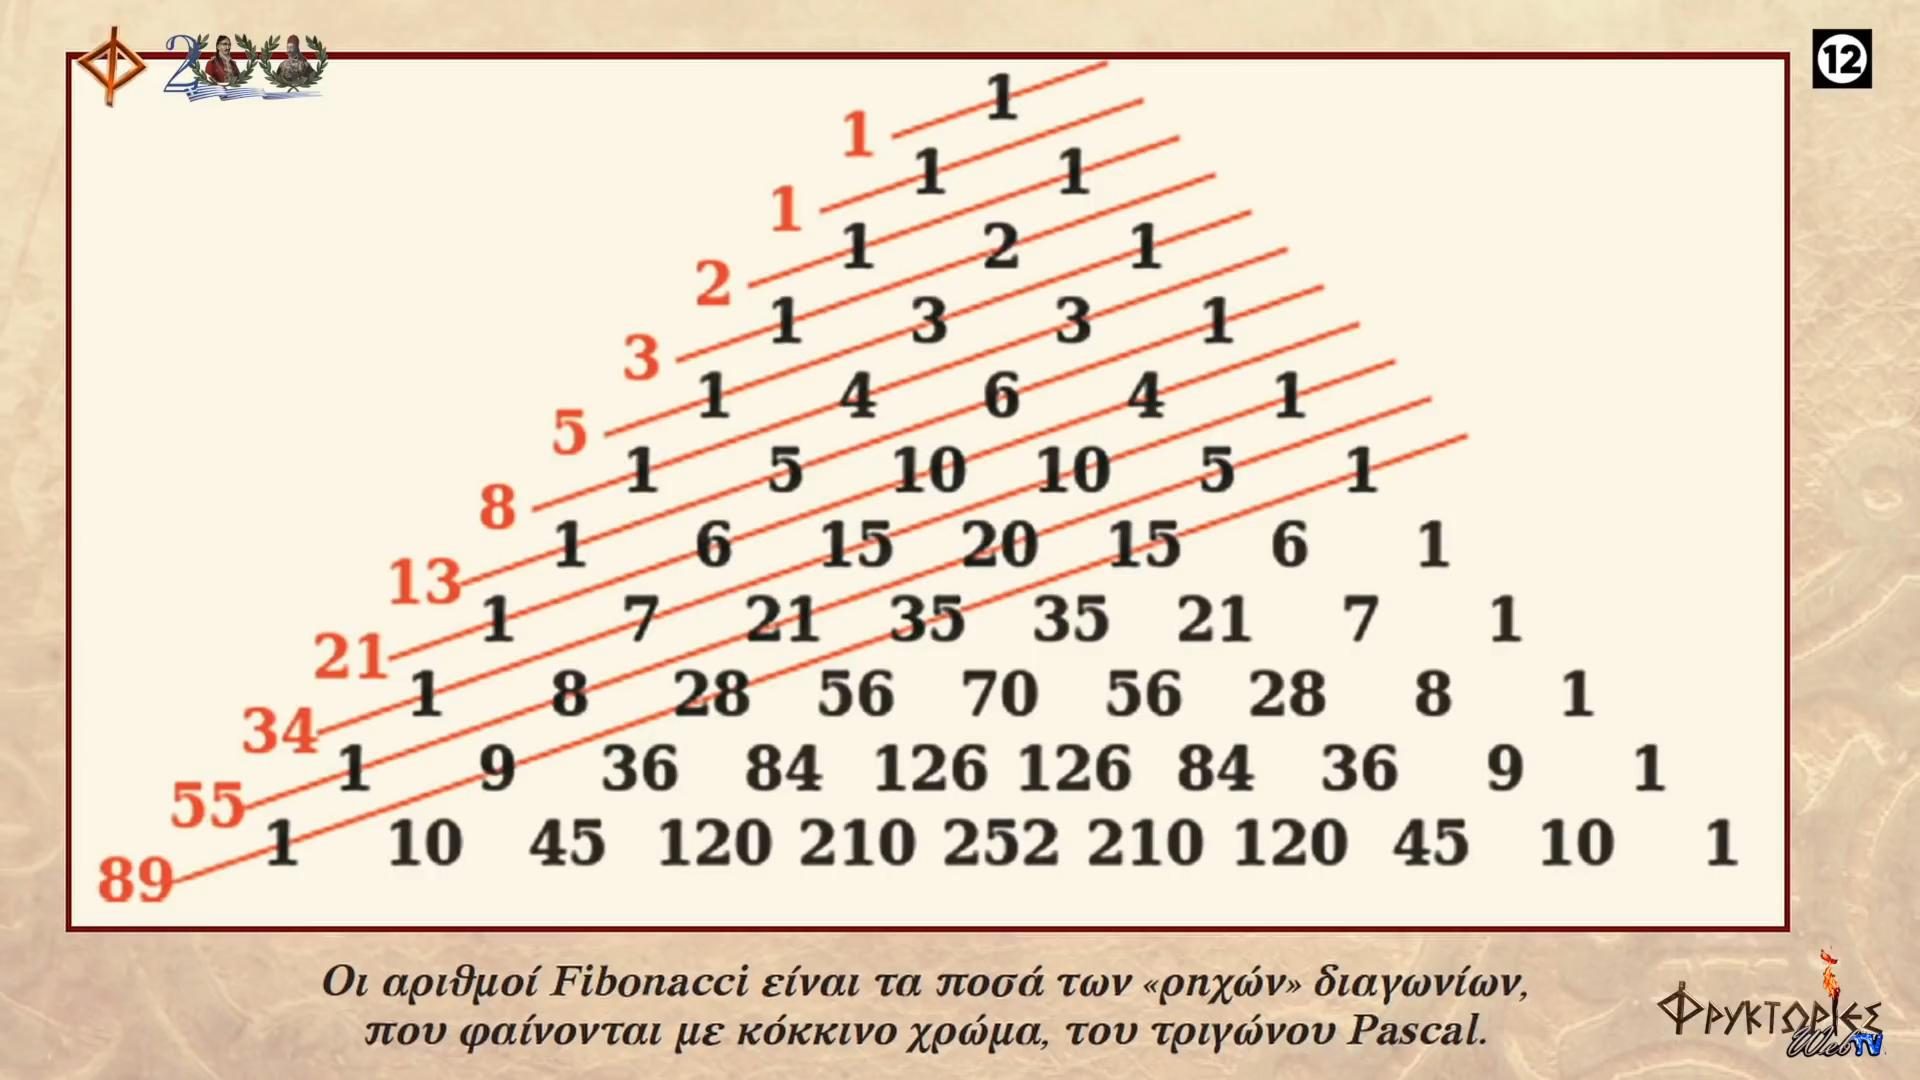 200
12
1
1
1
1 1
1
2
1 2 1
3
1 3 3 1
5
1 4 6 4 1
8
1 5 10 10 5 1
13
1 6 15 20 15 6 1
21
1 7 21 35 35 21 7 1
34
1 8 28 56 70 56 28 8 1
55
1 9 36 84 126 126 84 36 9 1
89
1 10 45 120 210 252 210 120 45 10 1
Οι αριθμοί Fibonacci είναι τα ποσά των «ρηχών» διαγωνίων,
που φαίνονται με κόκκινο χρώμα, του τριγώνου Pascal.
ΦΡΥΚΤΩΡΙΕΣ
WebTV